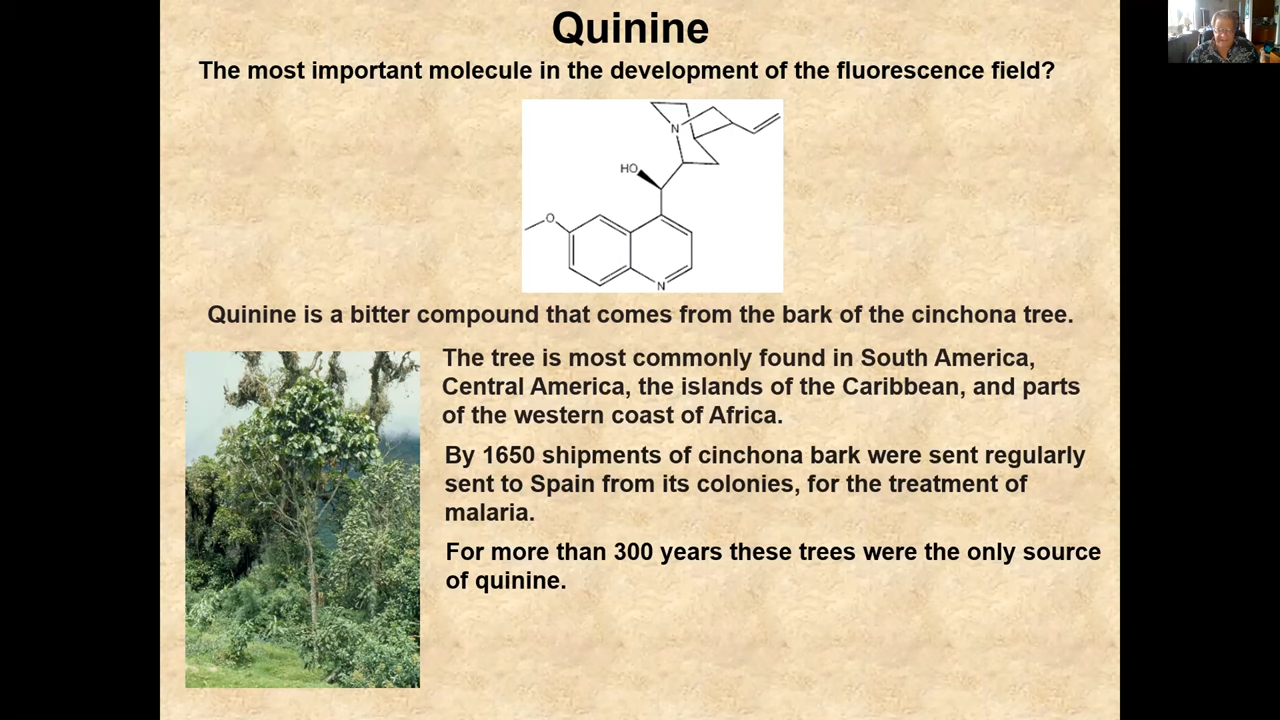 Quinine
The most important molecule in the development of the fluorescence field?
N
HO
O
N
Quinine is a bitter compound that comes from the bark of the cinchona tree.
The tree is most commonly found in South America,
Central America, the islands of the Caribbean, and parts
of the western coast of Africa.
By 1650 shipments of cinchona bark were sent regularly
sent to Spain from its colonies, for the treatment of
malaria.
For more than 300 years these trees were the only source
of quinine.